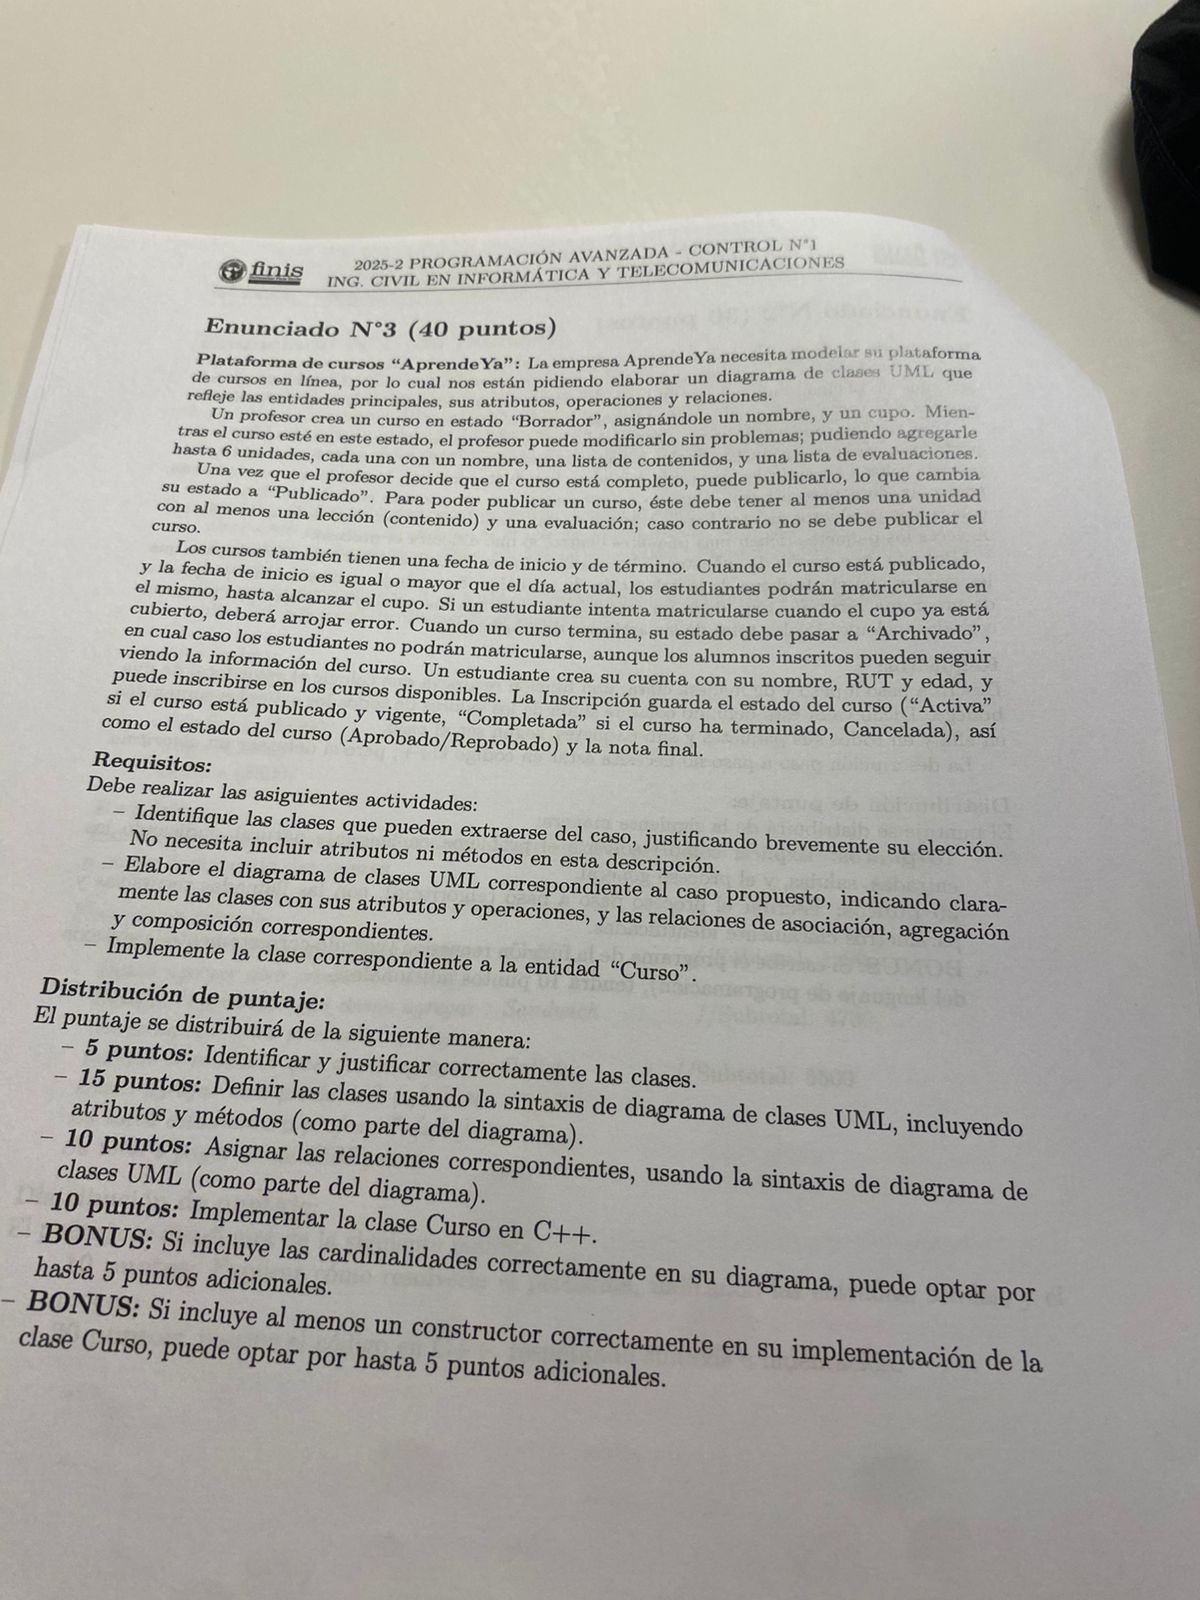 finis
2025-2 PROGRAMACIÓN AVANZADA - CONTROL N°1
ING. CIVIL EN INFORMÁTICA Y TELECOMUNICACIONES
Enunciado N°3 (40 puntos)
Plataforma de cursos “AprendeYa”: La empresa AprendeYa necesita modelar su plataforma
de cursos en línea, por lo cual nos están pidiendo elaborar un diagrama de clases UML que
refleje las entidades principales, sus atributos, operaciones y relaciones.
Un profesor crea un curso en estado “Borrador”, asignándole un nombre, y un cupo. Mien-
tras el curso esté en este estado, el profesor puede modificarlo sin problemas; pudiendo agregarle
hasta 6 unidades, cada una con un nombre, una lista de contenidos, y una lista de evaluaciones.
Una vez que el profesor decide que el curso está completo, puede publicarlo, lo que cambia
su estado a “Publicado”. Para poder publicar un curso, éste debe tener al menos una unidad
con al menos una lección (contenido) y una evaluación; caso contrario no se debe publicar el
curso.
Los cursos también tienen una fecha de inicio y de término. Cuando el curso está publicado,
y la fecha de inicio es igual o mayor que el día actual, los estudiantes podrán matricularse en
el mismo, hasta alcanzar el cupo. Si un estudiante intenta matricularse cuando el cupo ya está
cubierto, deberá arrojar error. Cuando un curso termina, su estado debe pasar a “Archivado”,
en cual caso los estudiantes no podrán matricularse, aunque los alumnos inscritos pueden seguir
viendo la información del curso. Un estudiante crea su cuenta con su nombre, RUT y edad, y
puede inscribirse en los cursos disponibles. La Inscripción guarda el estado del curso (“Activa”
si el curso está publicado y vigente, “Completada” si el curso ha terminado, Cancelada), así
como el estado del curso (Aprobado/Reprobado) y la nota final.
Requisitos:
Debe realizar las asiguientes actividades:
– Identifique las clases que pueden extraerse del caso, justificando brevemente su elección.
No necesita incluir atributos ni métodos en esta descripción.
– Elabore el diagrama de clases UML correspondiente al caso propuesto, indicando clara-
mente las clases con sus atributos y operaciones, y las relaciones de asociación, agregación
y composición correspondientes.
– Implemente la clase correspondiente a la entidad “Curso”.
Distribución de puntaje:
El puntaje se distribuirá de la siguiente manera:
– 5 puntos: Identificar y justificar correctamente las clases.
– 15 puntos: Definir las clases usando la sintaxis de diagrama de clases UML, incluyendo
atributos y métodos (como parte del diagrama).
– 10 puntos: Asignar las relaciones correspondientes, usando la sintaxis de diagrama de
clases UML (como parte del diagrama).
– 10 puntos: Implementar la clase Curso en C++.
– BONUS: Si incluye las cardinalidades correctamente en su diagrama, puede optar por
hasta 5 puntos adicionales.
– BONUS: Si incluye al menos un constructor correctamente en su implementación de la
clase Curso, puede optar por hasta 5 puntos adicionales.